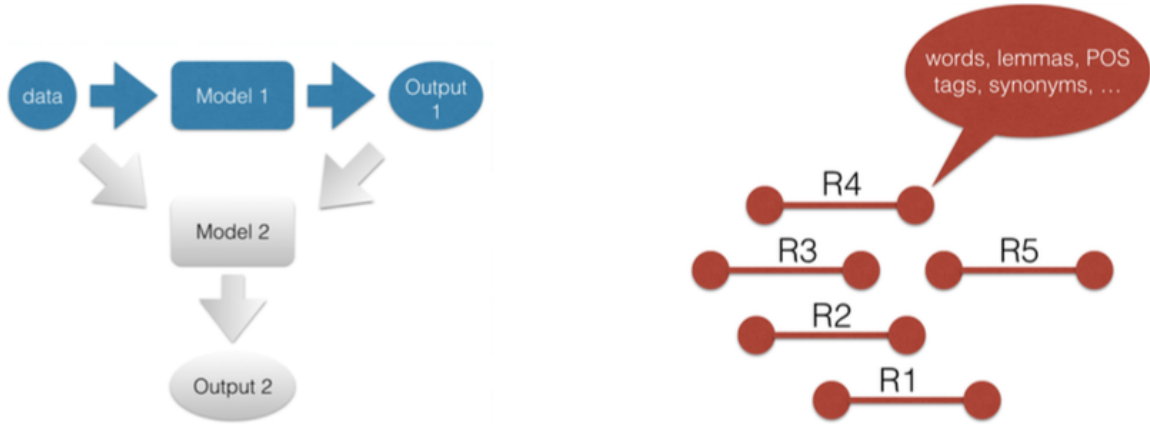 data
Model 1
Output
1
Model 2
Output 2
words, lemmas, POS
tags, synonyms, ...
R4
R3
R5
R2
R1